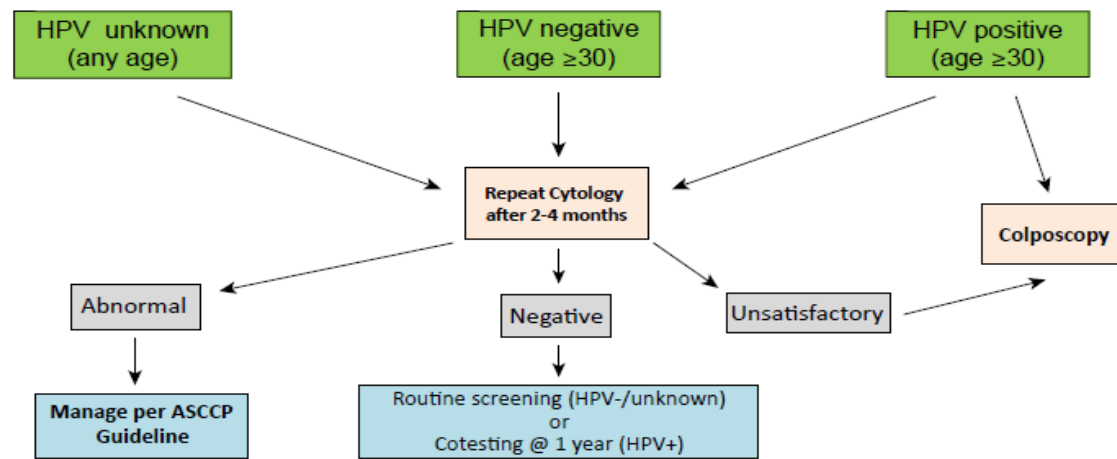 HPV unknown
(any age)
HPV negative
(age ≥30)
HPV positive
(age ≥30)
Repeat Cytology
after 2-4 months
Colposcopy
Abnormal
Negative
Unsatisfactory
Manage per ASCCP
Guideline
Routine screening (HPV-/unknown)
or
Cotesting @ 1 year (HPV+)